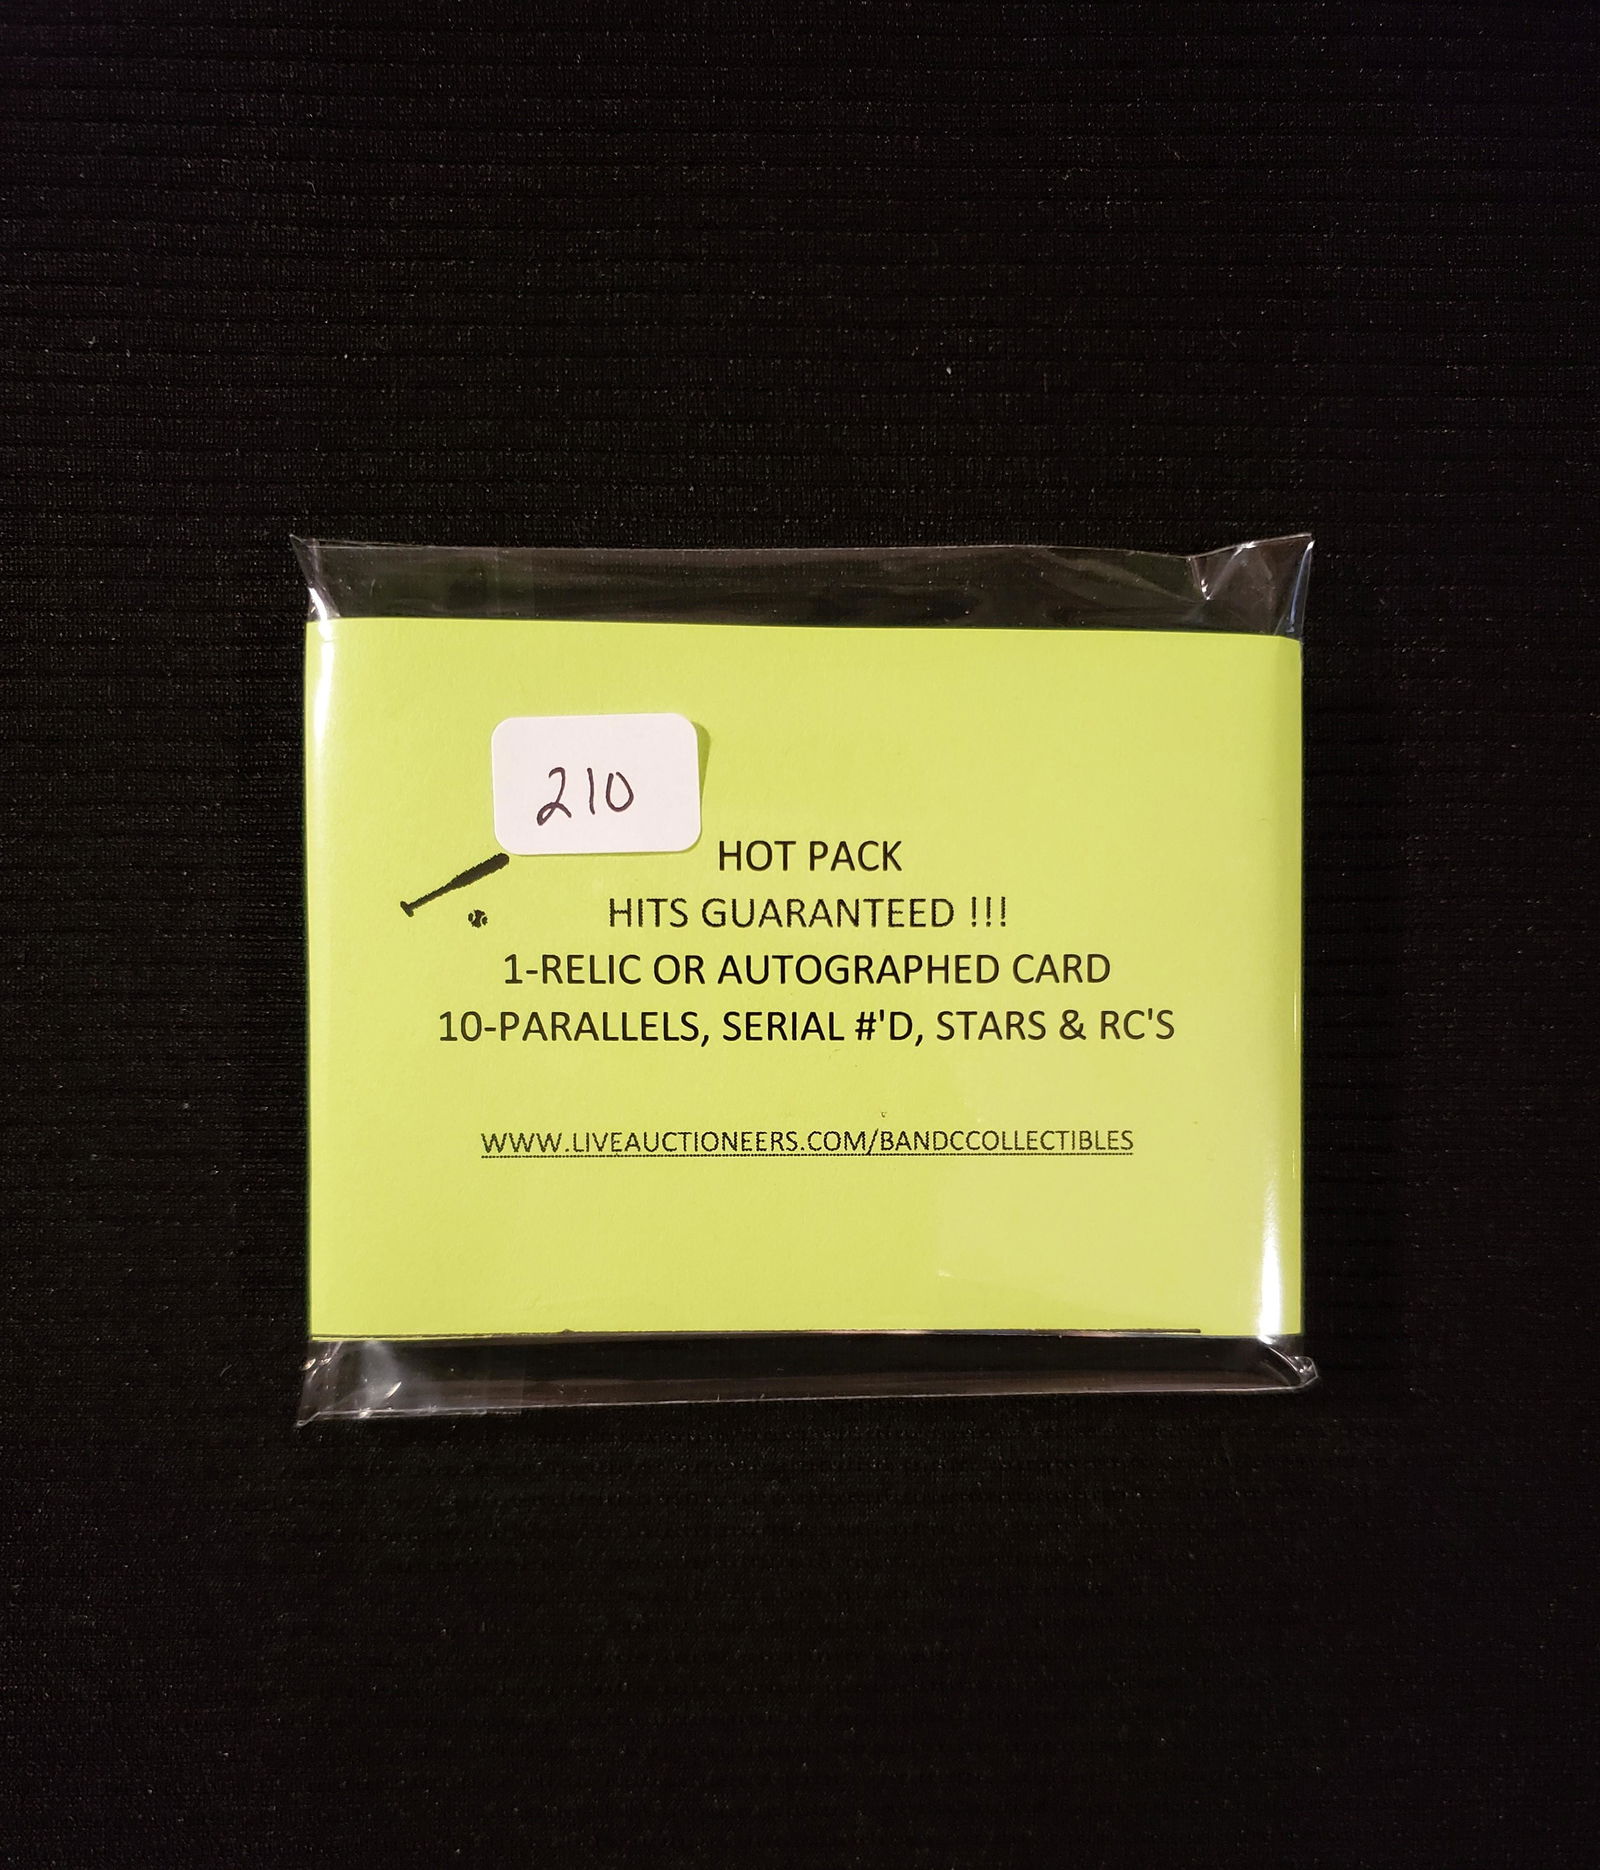 210
HOT PACK
HITS GUARANTEED !!!
1-RELIC OR AUTOGRAPHED CARD
10-PARALLELS, SERIAL #'D, STARS & RC'S
WWW.LIVEAUCTIONEERS.COM/BANDCCOLLECTIBLES